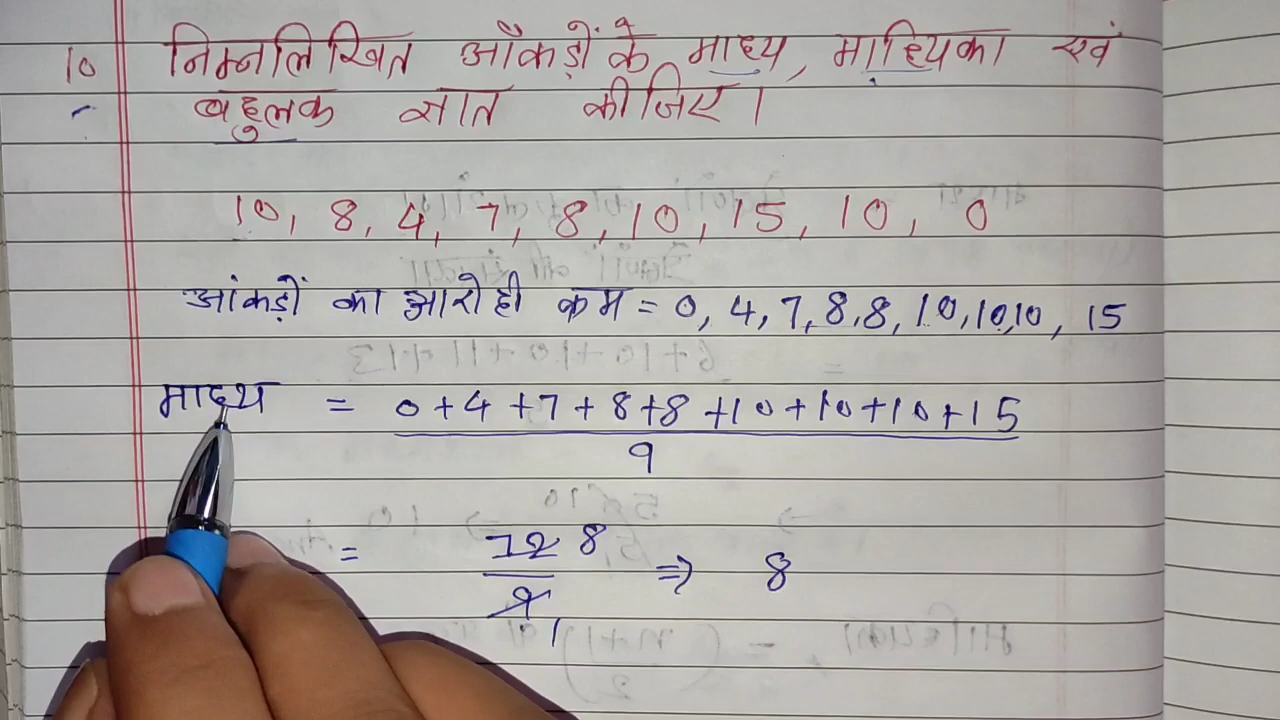 10 निम्नलिखित आँकड़ों के माध्य, माध्यिका एवं
बहुलक ज्ञात कीजिए।
10, 8, 4, 7, 8, 10, 15, 10, 0
आंकड़ों का आरोही क्रम = 0, 4, 7, 8, 8, 10, 10, 10, 15
माध्य = 0 + 4 + 7 + 8 + 8 + 10 + 10 + 10 + 15
9
= 72 8
9 1
⇒ 8